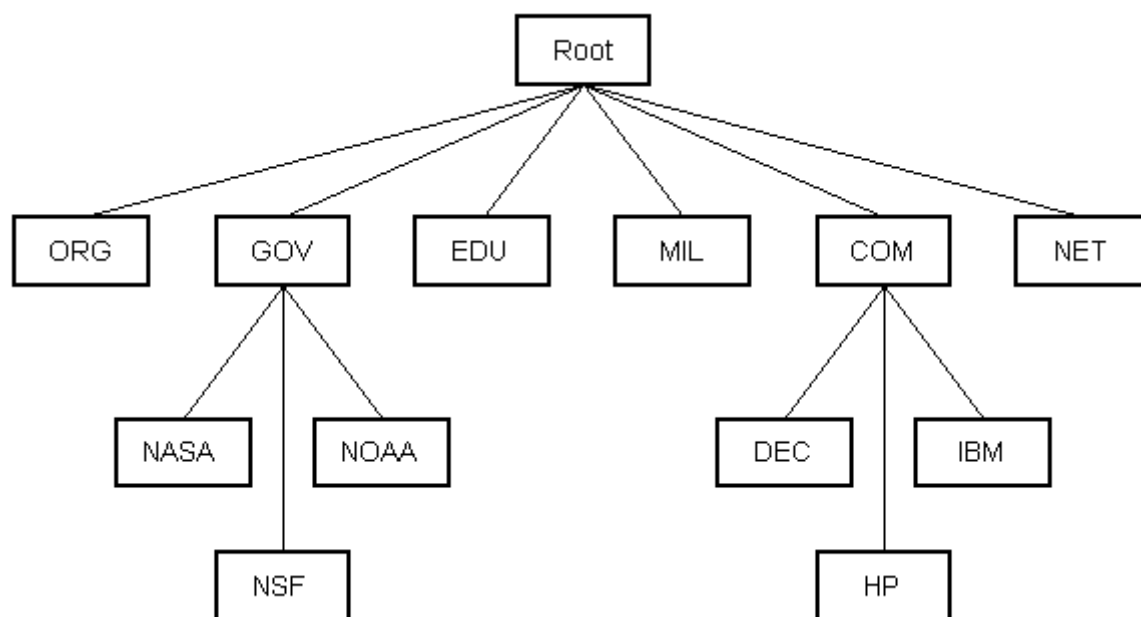 Root
ORG
GOV
EDU
MIL
COM
NET
NASA
NOAA
DEC
IBM
NSF
HP